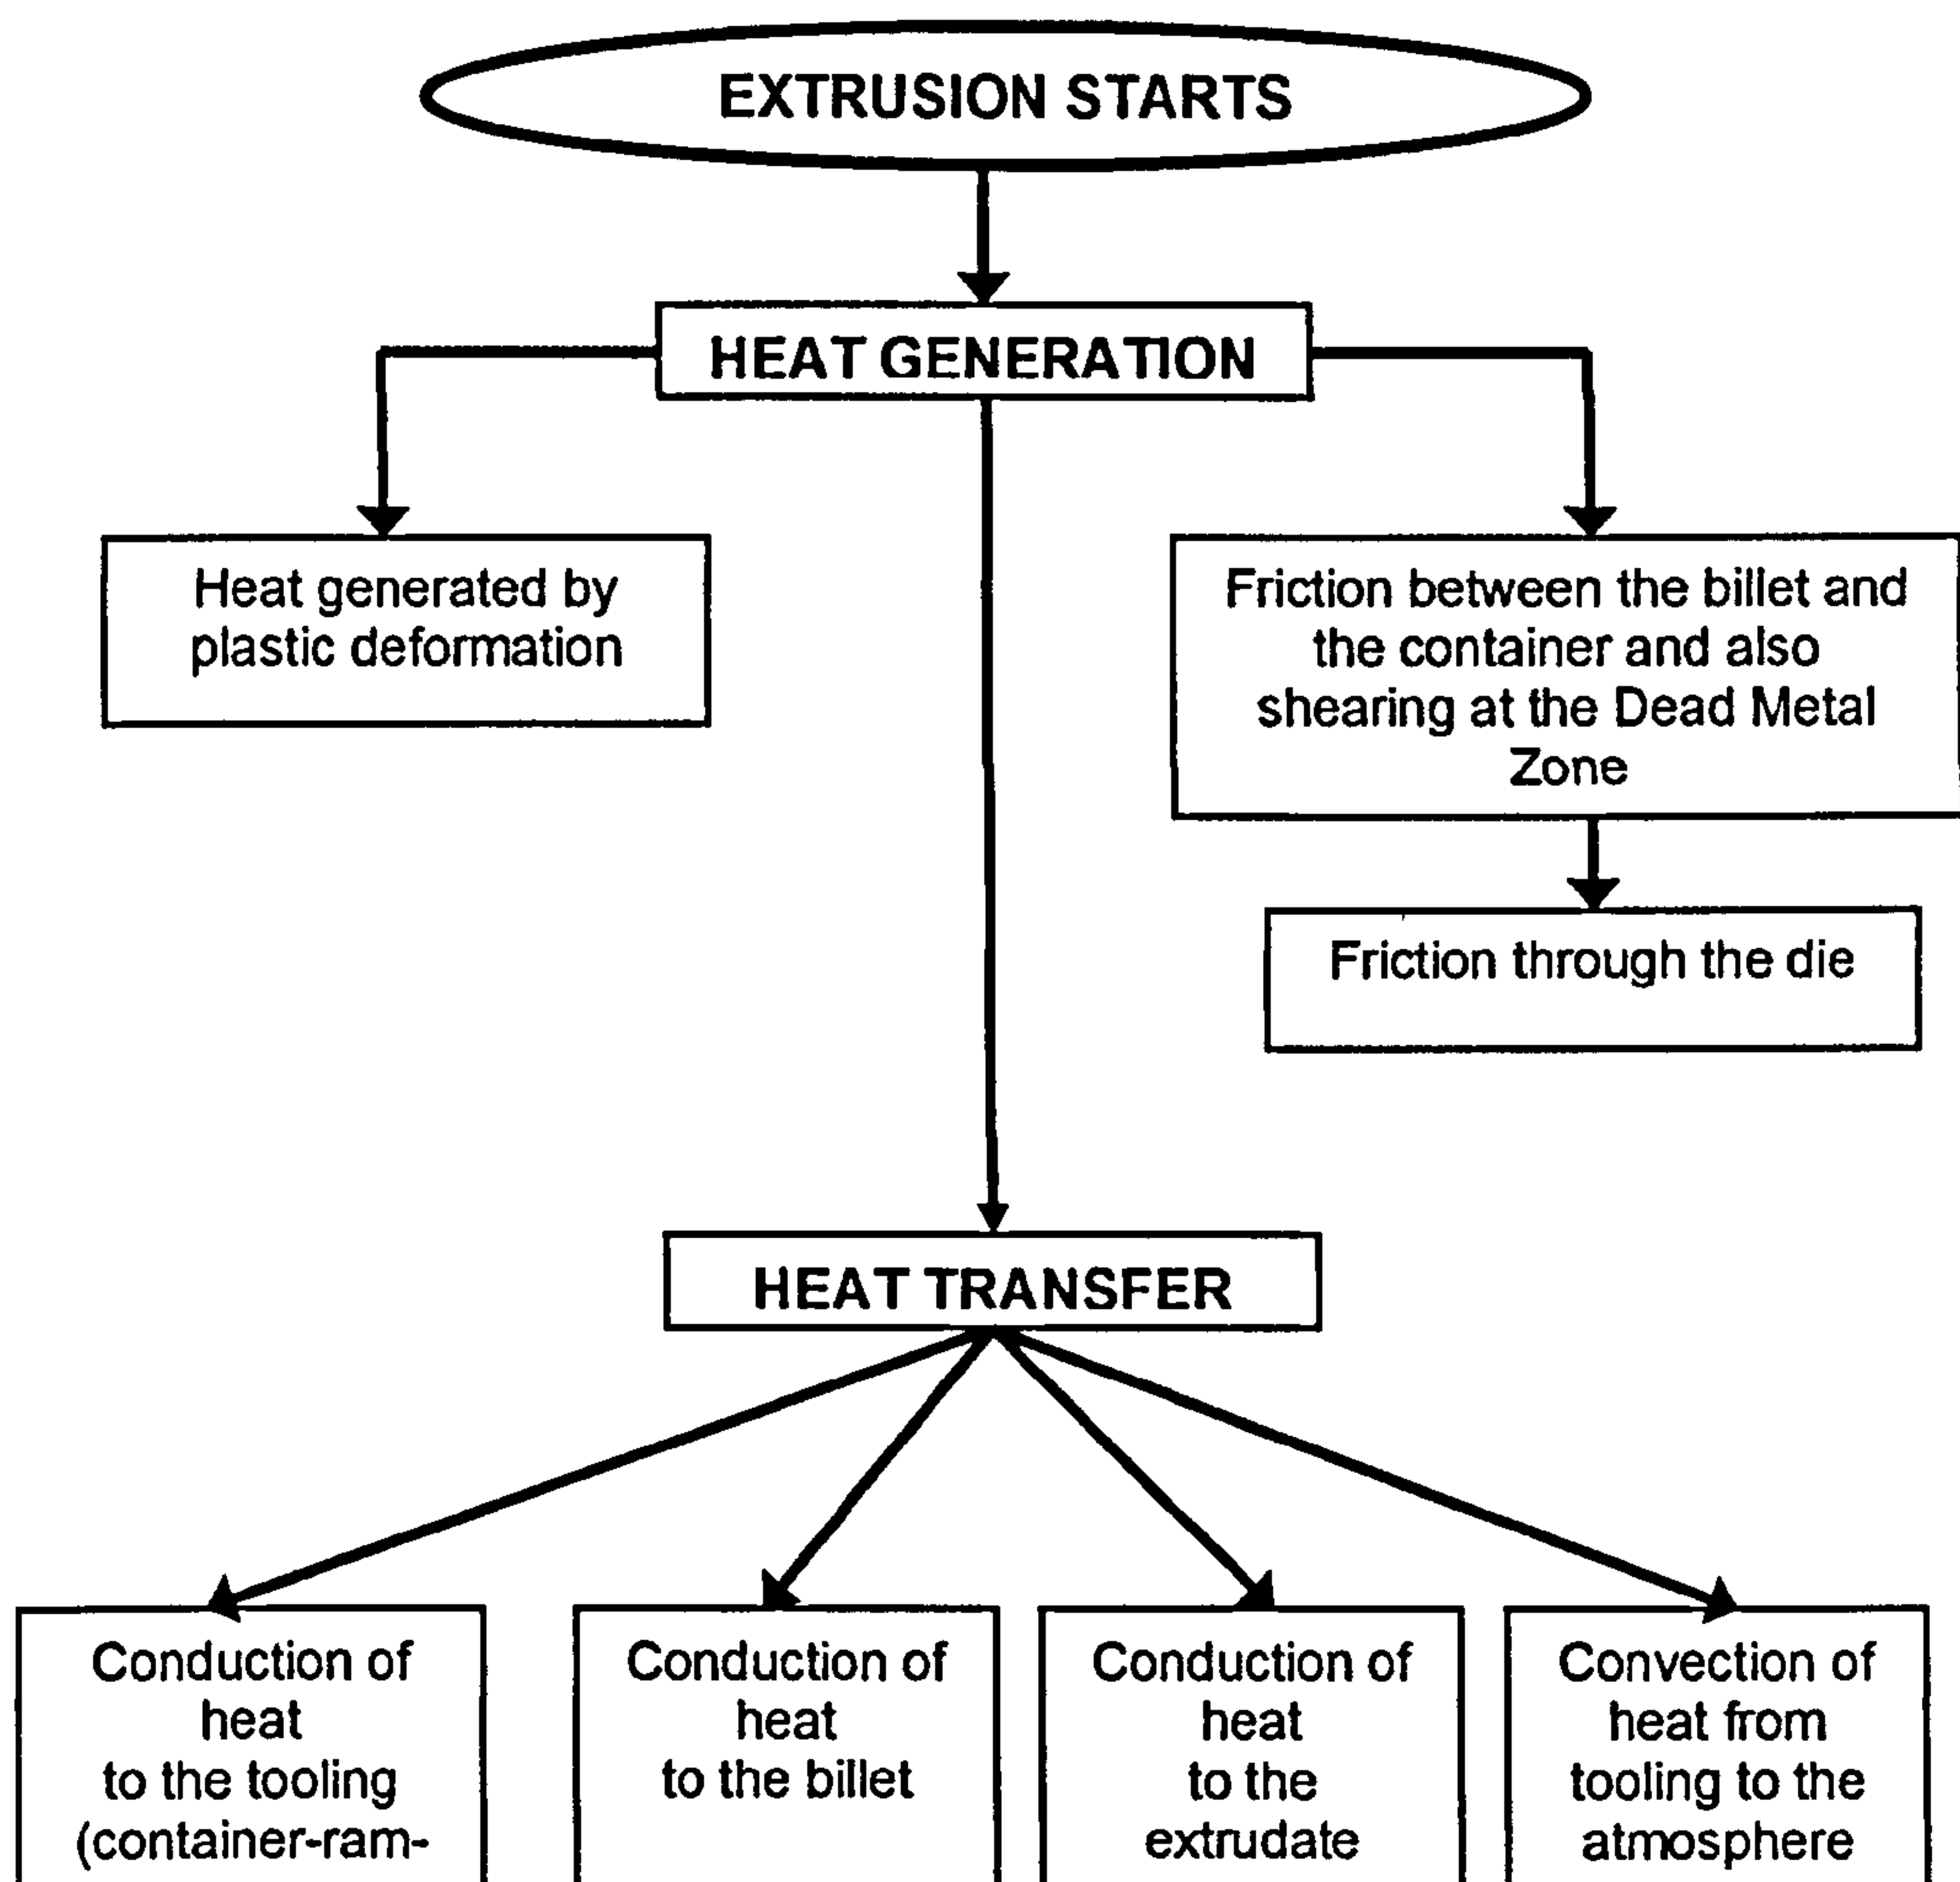 EXTRUSION STARTS
HEAT GENERATION
Heat generated by
plastic deformation
Friction between the billet and
the container and also
shearing at the Dead Metal
Zone
Friction through the die
HEAT TRANSFER
Conduction of
heat
to the tooling
(container-ram-
Conduction of
heat
to the billet
Conduction of
heat
to the
extrudate
Convection of
heat from
tooling to the
atmosphere